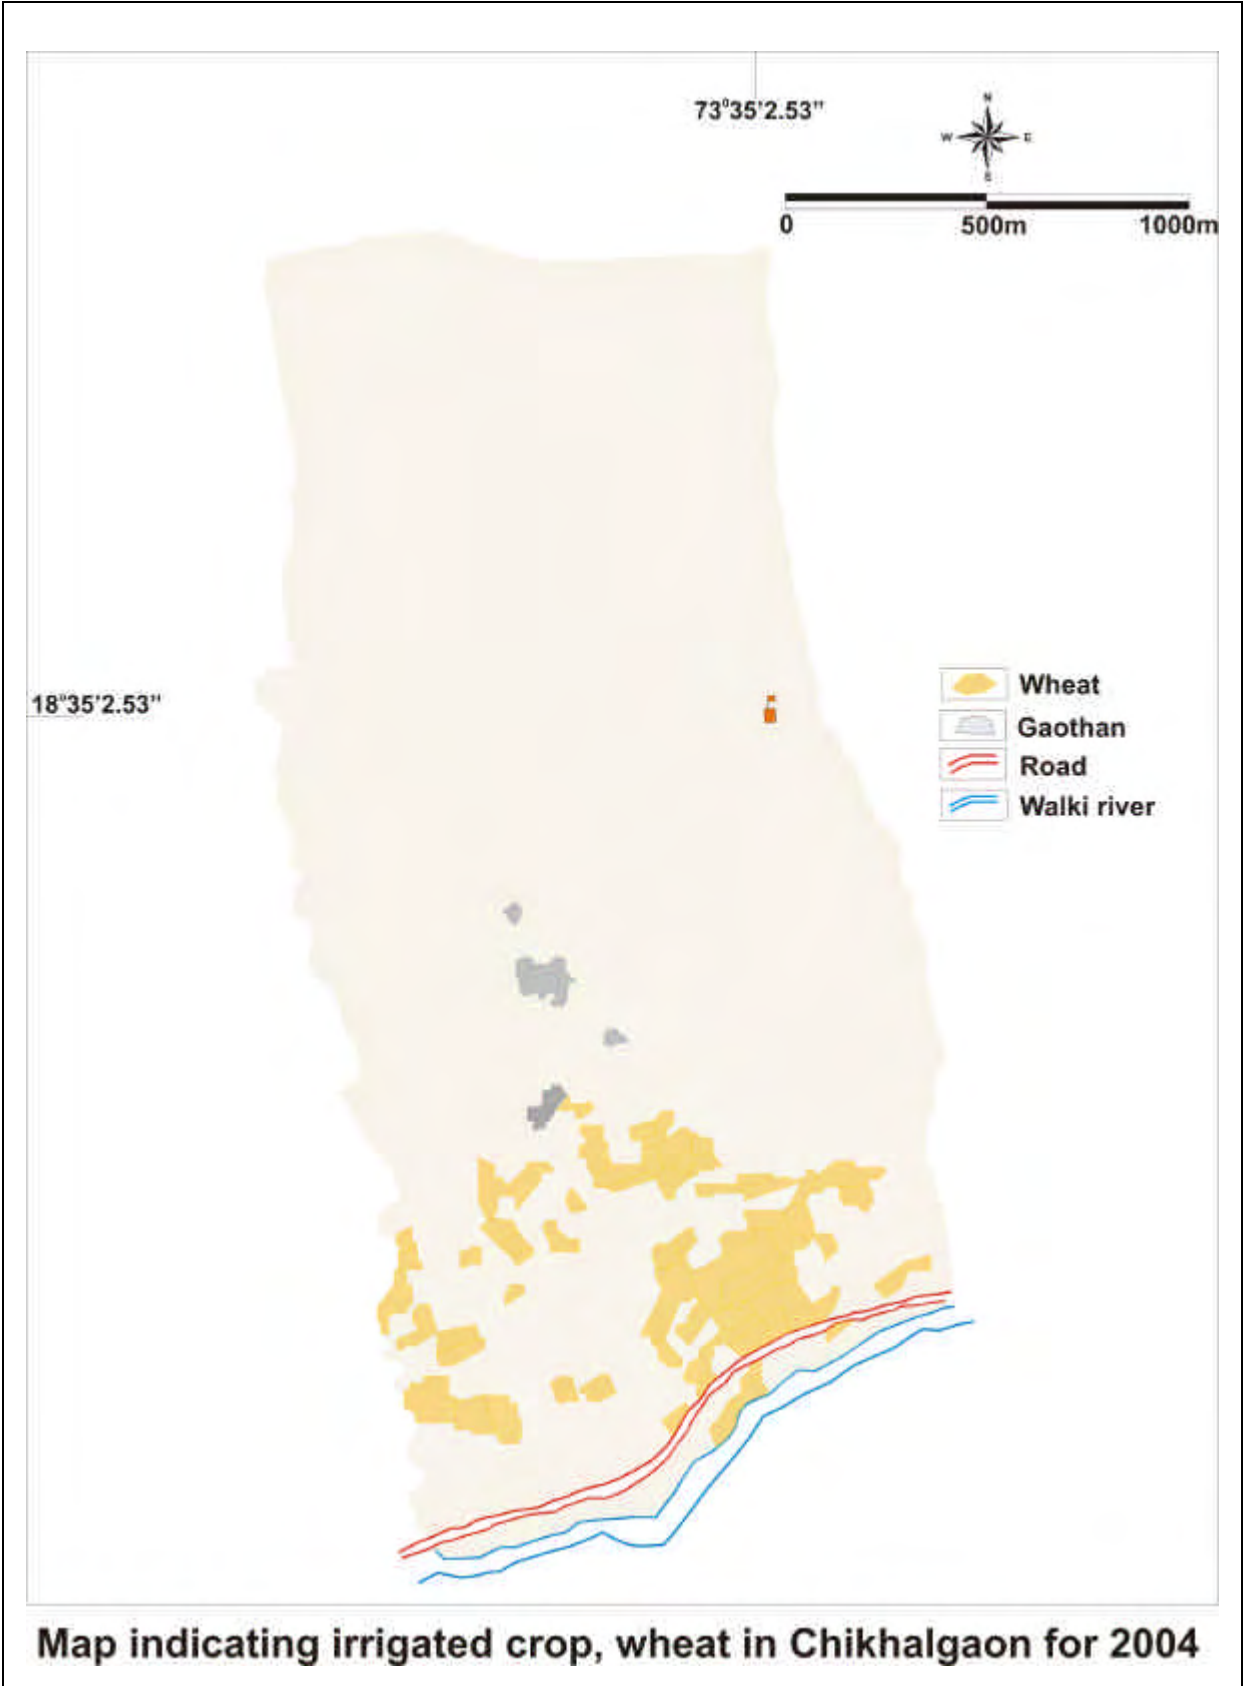 73°35'2.53"
N
W E
S
0 500m 1000m
18°35'2.53"
Wheat
Gaothan
Road
Walki river
Map indicating irrigated crop, wheat in Chikhalgaon for 2004